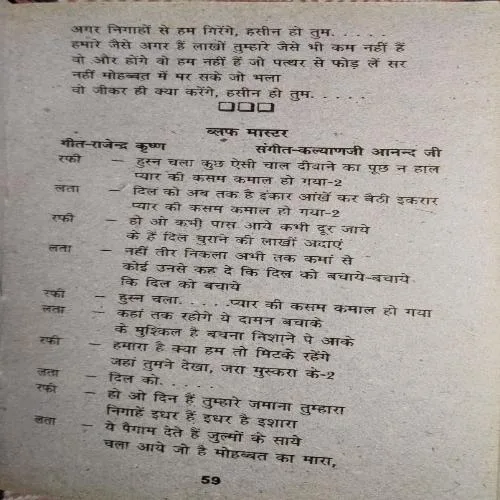 अगर निगाहों से हम गिरेंगे, हसीन हो तुम. . . . .
हमारे जैसे अगर हैं लाखों तुम्हारे जैसे भी कम नहीं हैं
वो और होंगे वो हम नहीं हैं जो पत्थर से फोड़ लें सर
नहीं मोहब्बत में मर सके जो भला
वो जीकर ही क्या करेंगे, हसीन हो तुम. . . . .
ब्लफ मास्टर
गीत-राजेन्द्र कृष्ण संगीत-कल्याणजी आनन्द जी
रफी – हुस्न चला कुछ ऐसी चाल दीवाने का पूछ न हाल
प्यार की कसम कमाल हो गया-2
लता – दिल को अब तक है इंकार आंखें कर बैठी इकरार
प्यार की कसम कमाल हो गया-2
रफी – हो ओ कभी पास आये कभी दूर जाये
के हैं दिल चुराने की लाखों अदाएं
लता – नहीं तीर निकला अभी तक कमां से
कोई उनसे कह दे कि दिल को बचाये-बचाये
कि दिल को बचाये
रफी – हुस्न चला. . . . .प्यार की कसम कमाल हो गया
लता – कहां तक रहोगे ये दामन बचाके
के मुश्किल है बचना निशाने पे आके
रफी – हमारा है क्या हम तो मिटके रहेंगे
जहां तुमने देखा, जरा मुस्करा के-2
लता – दिल को. . . . .
रफी – हो ओ दिन हैं तुम्हारे जमाना तुम्हारा
निगाहें इधर हैं इधर है इशारा
लता – ये पैगाम देते हैं जुल्मों के साये
चला आये जो है मोहब्बत का मारा,
59